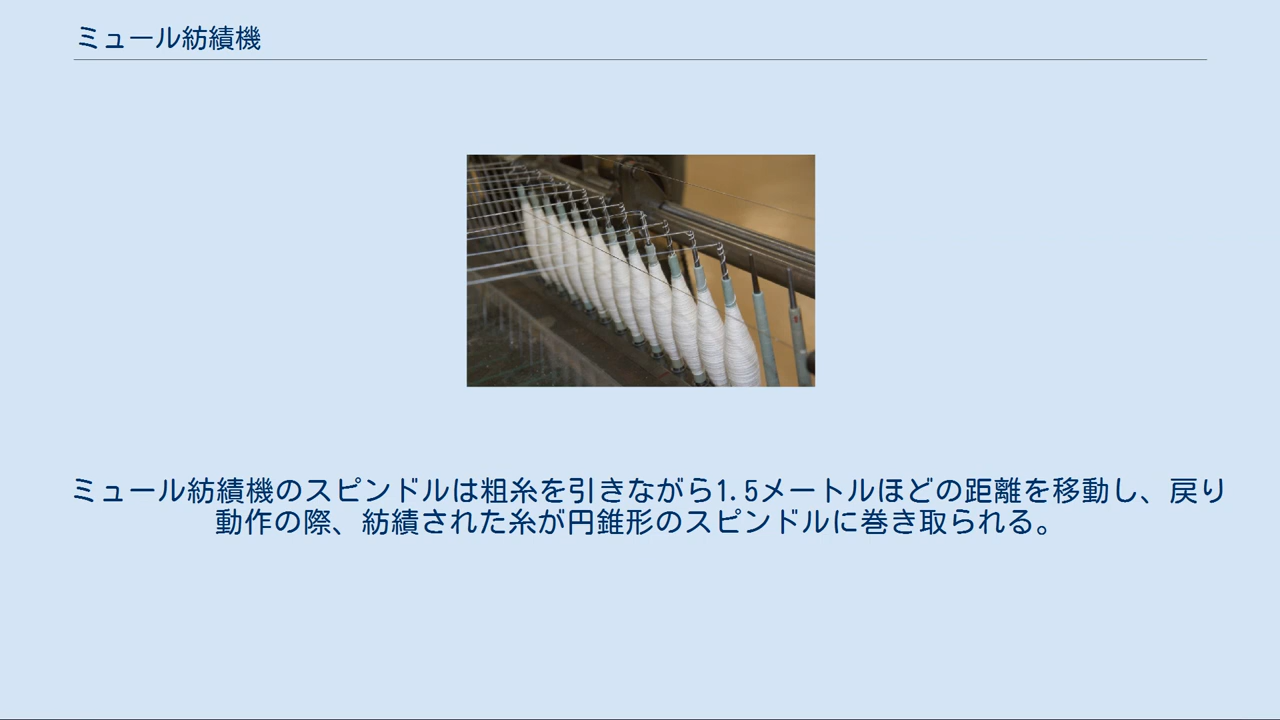 ミュール紡績機
ミュール紡績機のスピンドルは粗糸を引きながら1.5メートルほどの距離を移動し、戻り
動作の際、紡績された糸が円錐形のスピンドルに巻き取られる。